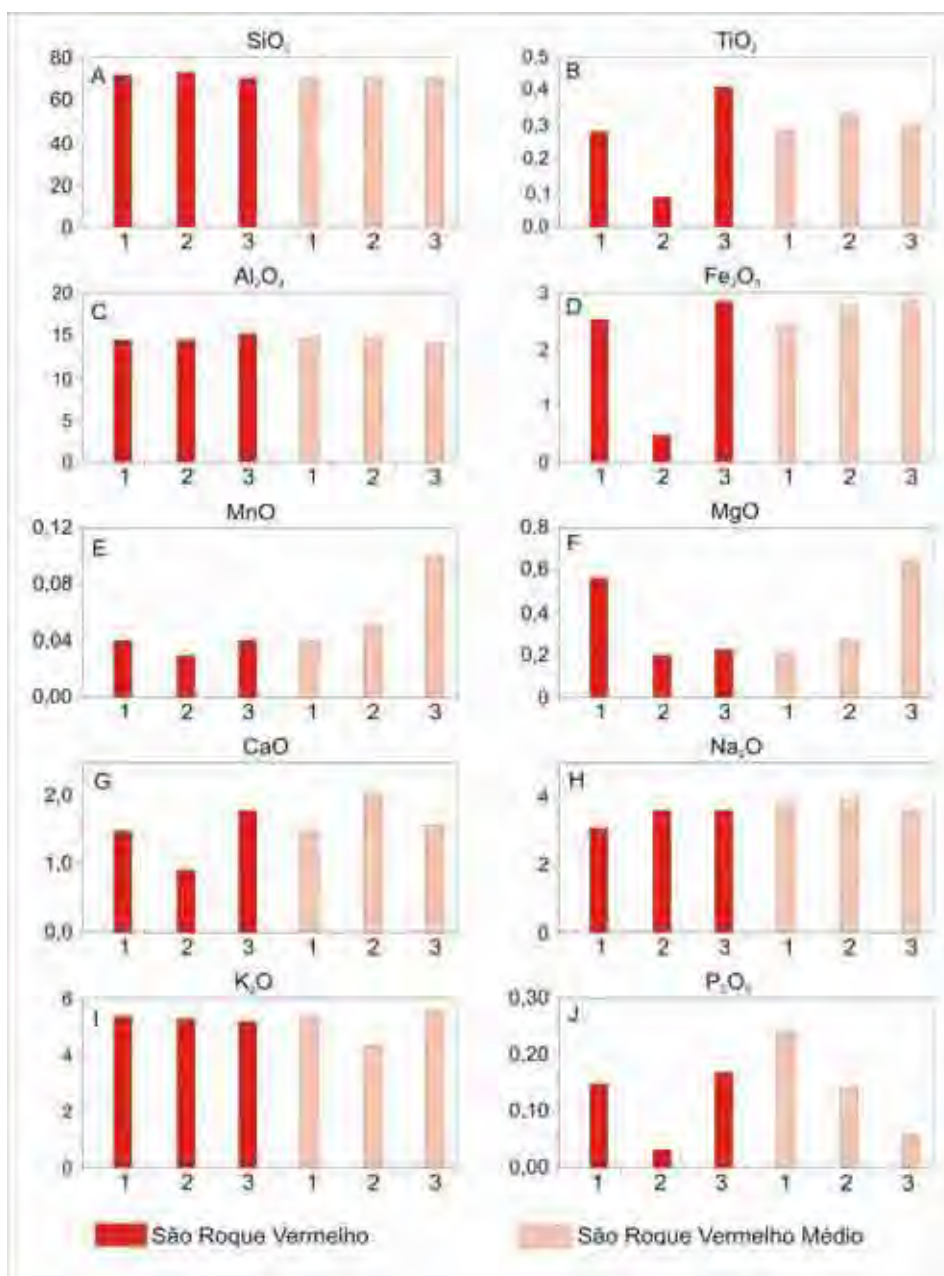 SiO₂ TiO₂
80 A 0,5 B
60 0,4
40 0,3
20 0,2
0 0,1
0,0
1 2 3 1 2 3 1 2 3 1 2 3
Al₂O₃ Fe₂O₃
20 C 3 D
15 2
10 1
5 0
0
1 2 3 1 2 3 1 2 3 1 2 3
MnO MgO
0,12 E 0,8 F
0,08 0,6
0,04 0,4
0,00 0,2
0
1 2 3 1 2 3 1 2 3 1 2 3
CaO Na₂O
2,0 G 4 H
1,0 2
0,0 0
1 2 3 1 2 3 1 2 3 1 2 3
K₂O P₂O₅
6 I 0,30 J
4 0,20
2 0,10
0 0,00
1 2 3 1 2 3 1 2 3 1 2 3
São Roque Vermelho São Roque Vermelho Médio